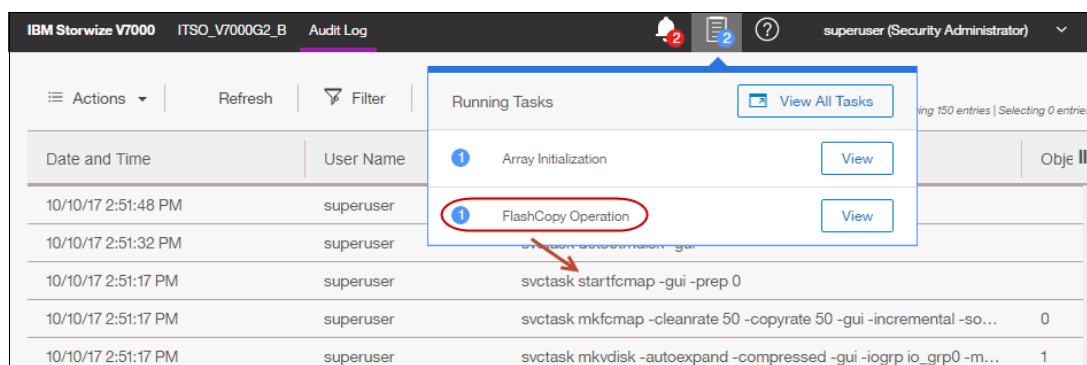 IBM Storwize V7000 ITSO_V7000G2_B Audit Log 2 2 ? superuser (Security Administrator)
Running Tasks View All Tasks
Actions Refresh Filter ing 150 entries | Selecting 0 entries
1 Array Initialization View
Date and Time User Name Obje
1 FlashCopy Operation View
10/10/17 2:51:48 PM superuser
10/10/17 2:51:32 PM superuser svctask detectmdisk -gui
10/10/17 2:51:17 PM superuser svctask startfcmap -gui -prep 0
10/10/17 2:51:17 PM superuser svctask mkfcmap -cleanrate 50 -copyrate 50 -gui -incremental -so... 0
10/10/17 2:51:17 PM superuser svctask mkvdisk -autoexpand -compressed -gui -iogrp io_grp0 -m... 1